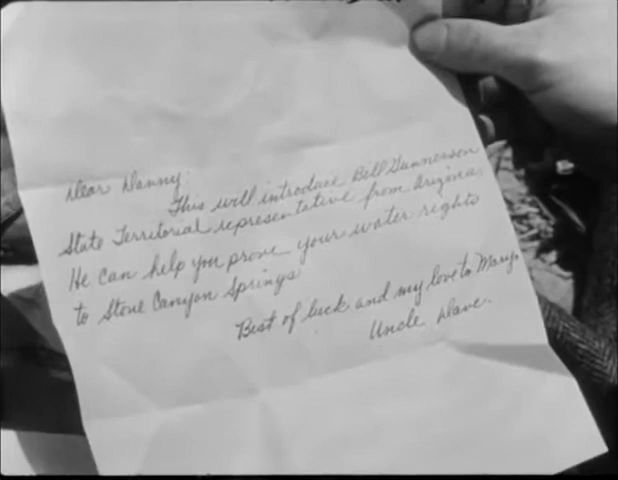 Dear Danny:
This will introduce Bill Gunnerson
State Territorial representative from Arizona.
He can help you prove your water rights
to Stone Canyon Springs
Best of luck and my love to Mary.
Uncle Dave.